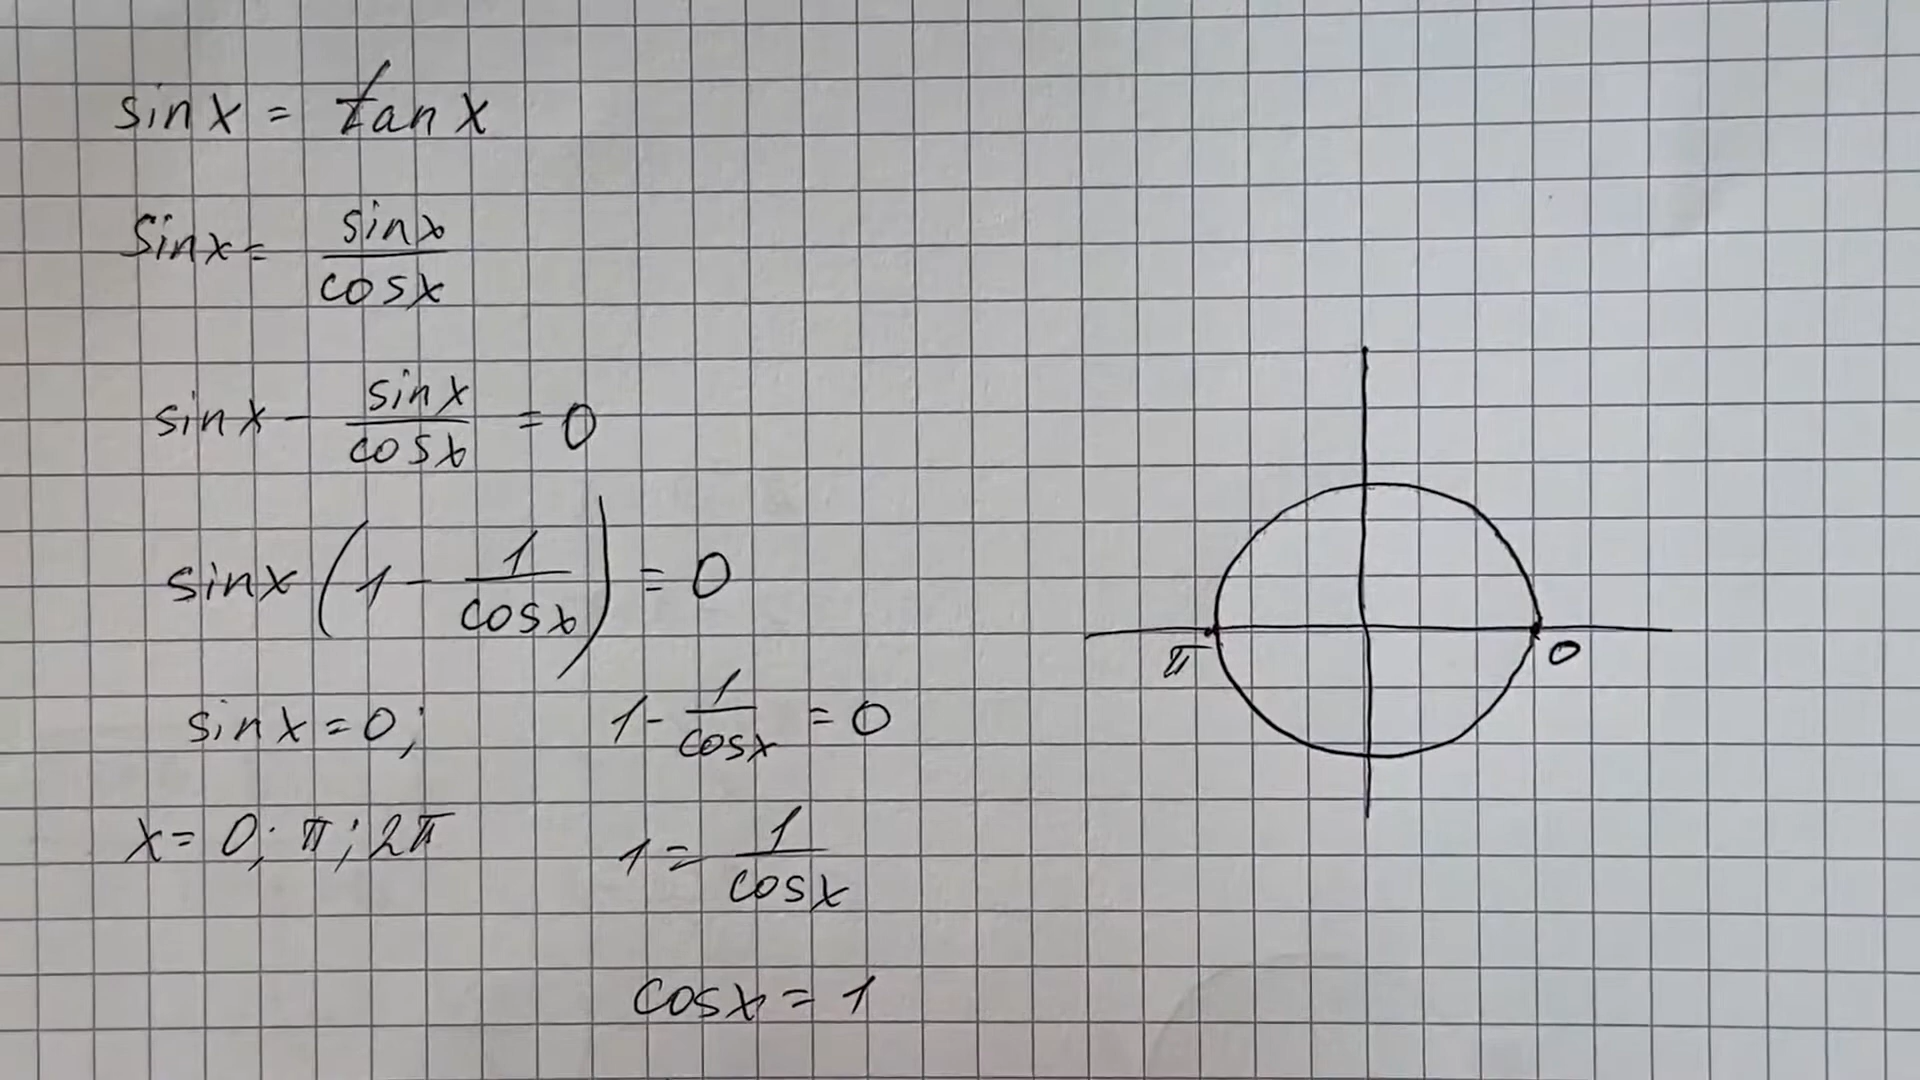 sin x = tan x
Sin x = sin x / cos x
sin x - sin x / cos x = 0
sin x (1 - 1 / cos x) = 0
sin x = 0; 1 - 1 / cos x = 0
x = 0; π; 2π 1 = 1 / cos x
cos x = 1
π 0